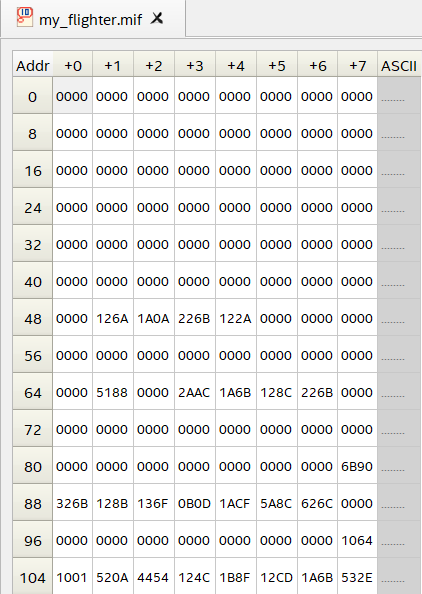 my_flighter.mif
Addr +0 +1 +2 +3 +4 +5 +6 +7 ASCII
0 0000 0000 0000 0000 0000 0000 0000 0000 ........
8 0000 0000 0000 0000 0000 0000 0000 0000 ........
16 0000 0000 0000 0000 0000 0000 0000 0000 ........
24 0000 0000 0000 0000 0000 0000 0000 0000 ........
32 0000 0000 0000 0000 0000 0000 0000 0000 ........
40 0000 0000 0000 0000 0000 0000 0000 0000 ........
48 0000 126A 1A0A 226B 122A 0000 0000 0000 ........
56 0000 0000 0000 0000 0000 0000 0000 0000 ........
64 0000 5188 0000 2AAC 1A6B 128C 226B 0000 ........
72 0000 0000 0000 0000 0000 0000 0000 0000 ........
80 0000 0000 0000 0000 0000 0000 0000 6B90 ........
88 326B 128B 136F 0B0D 1ACF 5A8C 626C 0000 ........
96 0000 0000 0000 0000 0000 0000 0000 1064 ........
104 1001 520A 4454 124C 1B8F 12CD 1A6B 532E ........